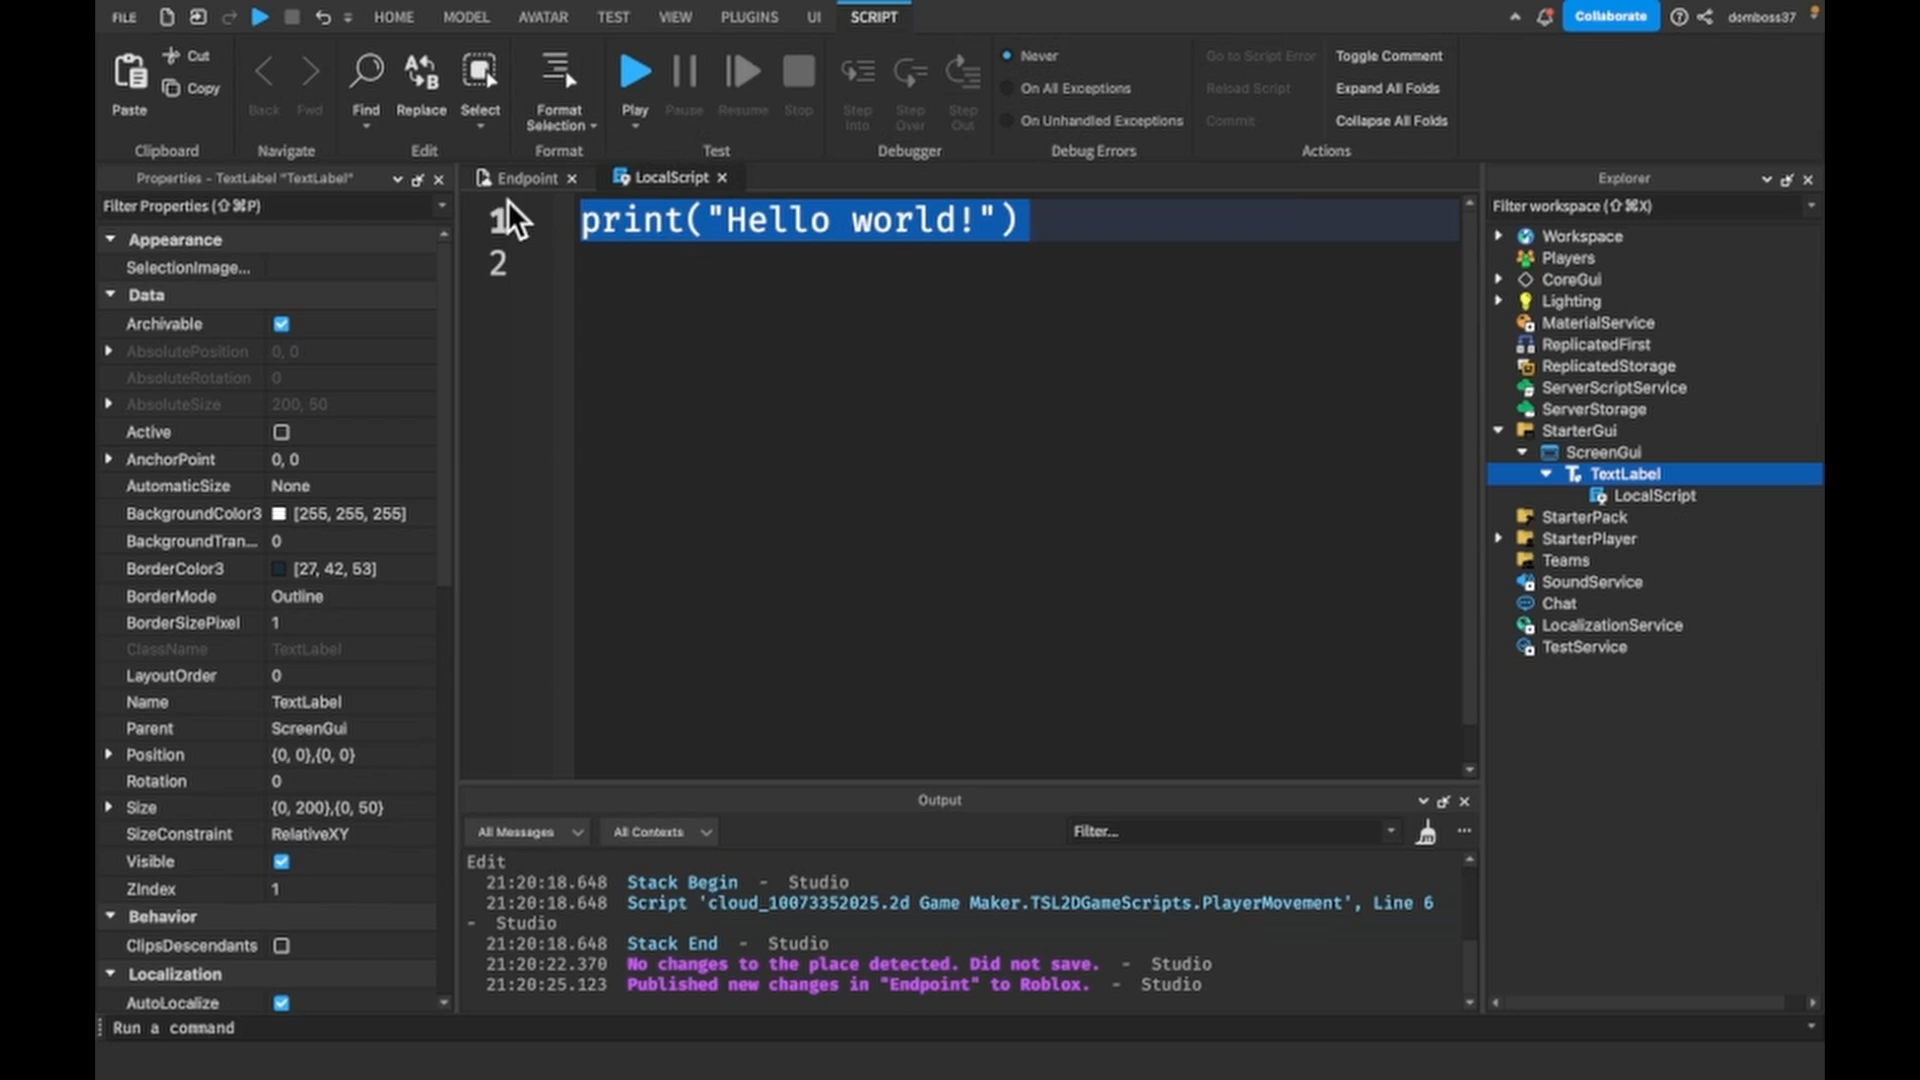 FILE HOME MODEL AVATAR TEST VIEW PLUGINS UI SCRIPT Collaborate domboss37
Paste Cut Copy Back Fwd Find Replace Select Format Selection Play Pause Resume Stop Step Into Step Over Step Out
Never Go to Script Error Toggle Comment
On All Exceptions Reload Script Expand All Folds
On Unhandled Exceptions Commit Collapse All Folds
Clipboard Navigate Edit Format Test Debugger Debug Errors Actions
Properties - TextLabel "TextLabel"
Filter Properties (⇧⌘P)
Appearance
SelectionImage...
Data
Archivable
AbsolutePosition 0, 0
AbsoluteRotation 0
AbsoluteSize 200, 50
Active
AnchorPoint 0, 0
AutomaticSize None
BackgroundColor3 [255, 255, 255]
BackgroundTran... 0
BorderColor3 [27, 42, 53]
BorderMode Outline
BorderSizePixel 1
ClassName TextLabel
LayoutOrder 0
Name TextLabel
Parent ScreenGui
Position {0, 0},{0, 0}
Rotation 0
Size {0, 200},{0, 50}
SizeConstraint RelativeXY
Visible
ZIndex 1
Behavior
ClipsDescendants
Localization
AutoLocalize
Endpoint LocalScript
1 print("Hello world!")
2
Output
All Messages All Contexts Filter...
Edit
21:20:18.648 Stack Begin - Studio
21:20:18.648 Script 'cloud_10073352025.2d Game Maker.TSL2DGameScripts.PlayerMovement', Line 6
- Studio
21:20:18.648 Stack End - Studio
21:20:22.370 No changes to the place detected. Did not save. - Studio
21:20:25.123 Published new changes in "Endpoint" to Roblox. - Studio
Explorer
Filter workspace (⇧⌘X)
Workspace
Players
CoreGui
Lighting
MaterialService
ReplicatedFirst
ReplicatedStorage
ServerScriptService
ServerStorage
StarterGui
ScreenGui
TextLabel
LocalScript
StarterPack
StarterPlayer
Teams
SoundService
Chat
LocalizationService
TestService
Run a command